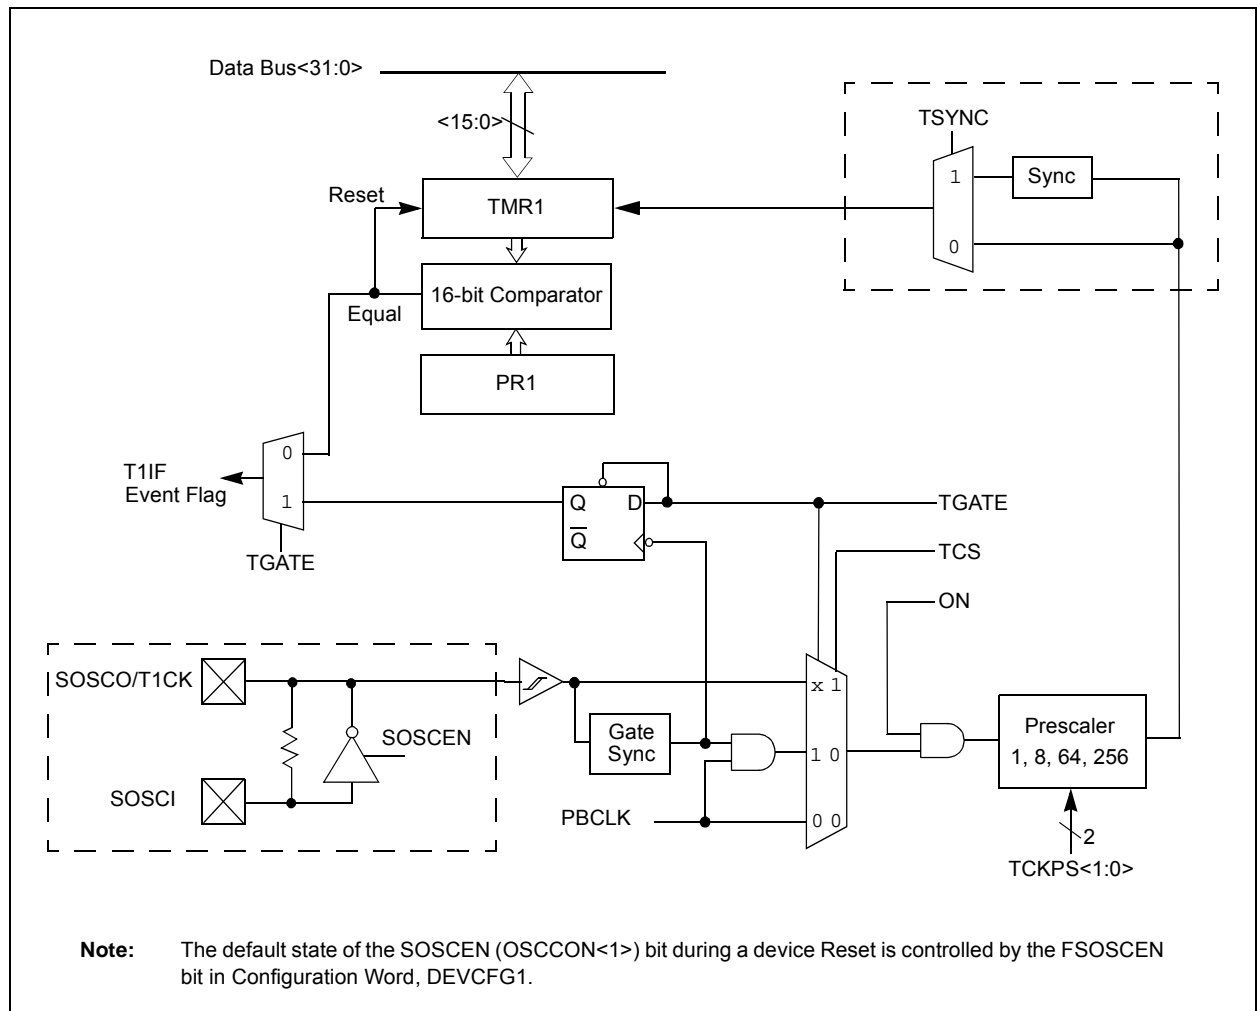 Data Bus<31:0>
<15:0>
TSYNC
1
Sync
Reset
TMR1
0
16-bit Comparator
Equal
PR1
0
T1IF
Event Flag
1
Q D
Q̅
TGATE
TGATE
TCS
ON
SOSCO/T1CK
x 1
SOSCEN
Gate
Sync
1 0
Prescaler
1, 8, 64, 256
SOSCI
PBCLK
0 0
2
TCKPS<1:0>
Note: The default state of the SOSCEN (OSCCON<1>) bit during a device Reset is controlled by the FSOSCEN
bit in Configuration Word, DEVCFG1.